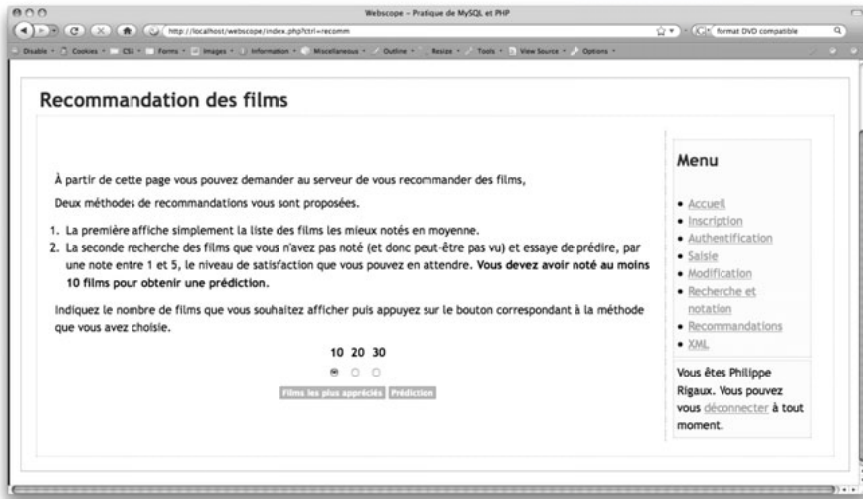 Webscope – Pratique de MySQL et PHP
http://localhost/webscope/index.php?ctrl=recomm
format DVD compatible
Disable Cookies CSS Forms Images Information Miscellaneous Outline Resize Tools View Source Options
Recommandation des films
À partir de cette page vous pouvez demander au serveur de vous recommander des films,
Deux méthodes de recommandations vous sont proposées.
1. La première affiche simplement la liste des films les mieux notés en moyenne.
2. La seconde recherche des films que vous n'avez pas noté (et donc peut-être pas vu) et essaye de prédire, par
une note entre 1 et 5, le niveau de satisfaction que vous pouvez en attendre. Vous devez avoir noté au moins
10 films pour obtenir une prédiction.
Indiquez le nombre de films que vous souhaitez afficher puis appuyez sur le bouton correspondant à la méthode
que vous avez choisie.
10 20 30
Films les plus appréciés Prédiction
Menu
Accueil
Inscription
Authentification
Saisie
Modification
Recherche et
notation
Recommandations
XML
Vous êtes Philippe
Rigaux. Vous pouvez
vous déconnecter à tout
moment.